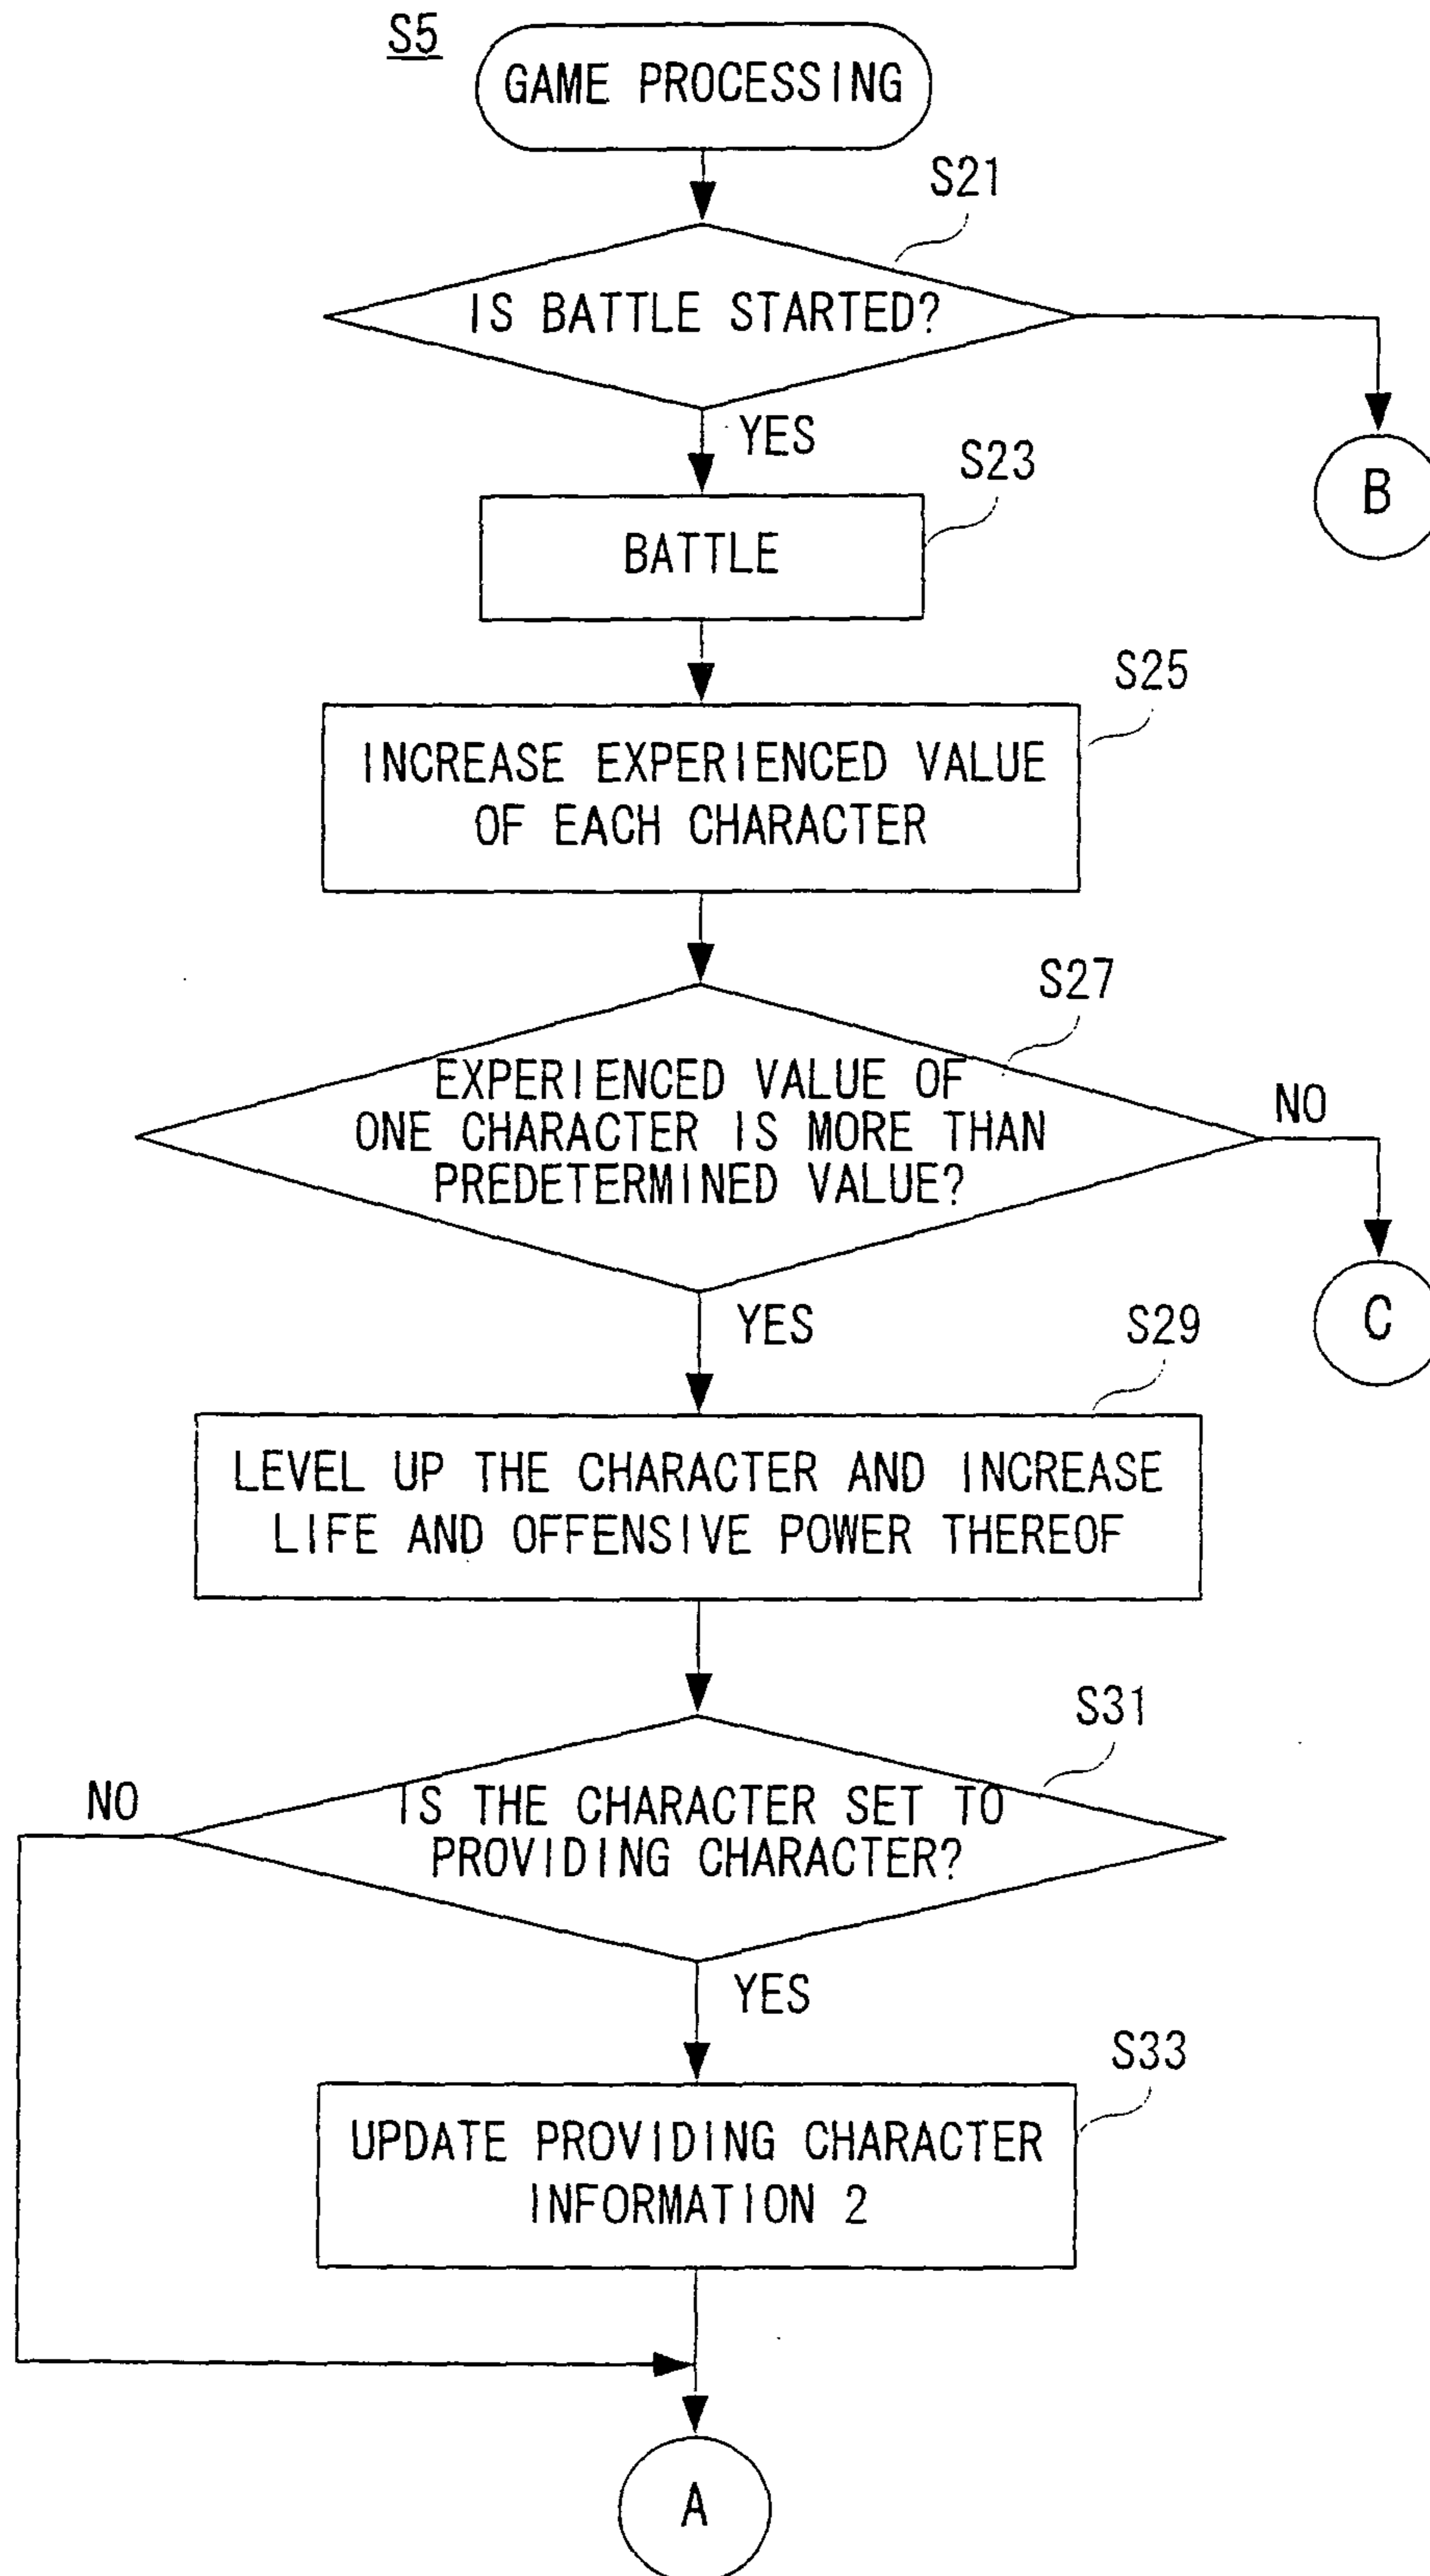 S5
GAME PROCESSING
S21
IS BATTLE STARTED?
YES
B
S23
BATTLE
S25
INCREASE EXPERIENCED VALUE
OF EACH CHARACTER
S27
EXPERIENCED VALUE OF
ONE CHARACTER IS MORE THAN
PREDETERMINED VALUE?
NO
YES
C
S29
LEVEL UP THE CHARACTER AND INCREASE
LIFE AND OFFENSIVE POWER THEREOF
S31
NO
IS THE CHARACTER SET TO
PROVIDING CHARACTER?
YES
S33
UPDATE PROVIDING CHARACTER
INFORMATION 2
A